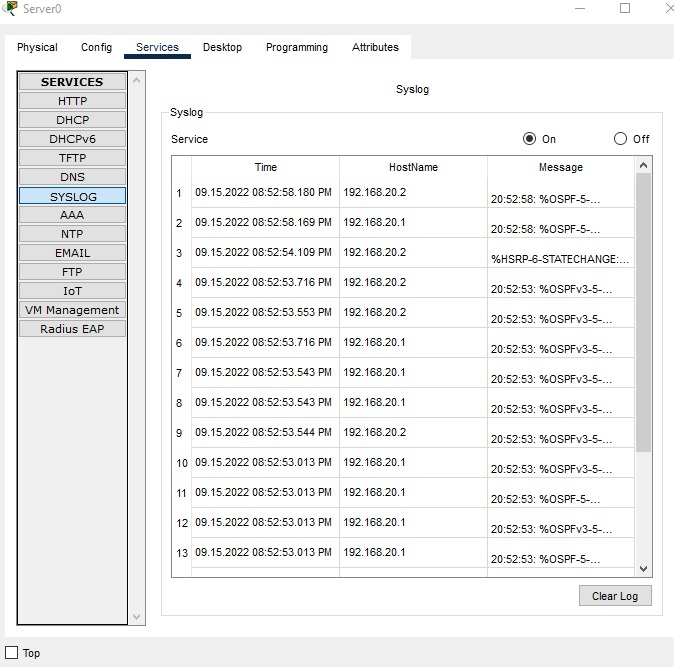 Server0
Physical Config Services Desktop Programming Attributes
SERVICES
HTTP
DHCP
DHCPv6
TFTP
DNS
SYSLOG
AAA
NTP
EMAIL
FTP
IoT
VM Management
Radius EAP
Syslog
Syslog
Service On Off
Time HostName Message
1 09.15.2022 08:52:58.180 PM 192.168.20.2 20:52:58: %OSPF-5-...
2 09.15.2022 08:52:58.169 PM 192.168.20.1 20:52:58: %OSPF-5-...
3 09.15.2022 08:52:54.109 PM 192.168.20.2 %HSRP-6-STATECHANGE:...
4 09.15.2022 08:52:53.716 PM 192.168.20.2 20:52:53: %OSPFv3-5-...
5 09.15.2022 08:52:53.553 PM 192.168.20.2 20:52:53: %OSPFv3-5-...
6 09.15.2022 08:52:53.716 PM 192.168.20.1 20:52:53: %OSPFv3-5-...
7 09.15.2022 08:52:53.543 PM 192.168.20.1 20:52:53: %OSPFv3-5-...
8 09.15.2022 08:52:53.543 PM 192.168.20.1 20:52:53: %OSPFv3-5-...
9 09.15.2022 08:52:53.544 PM 192.168.20.2 20:52:53: %OSPFv3-5-...
10 09.15.2022 08:52:53.013 PM 192.168.20.1 20:52:53: %OSPFv3-5-...
11 09.15.2022 08:52:53.013 PM 192.168.20.1 20:52:53: %OSPF-5-...
12 09.15.2022 08:52:53.013 PM 192.168.20.1 20:52:53: %OSPFv3-5-...
13 09.15.2022 08:52:53.013 PM 192.168.20.1 20:52:53: %OSPF-5-...
Clear Log
Top